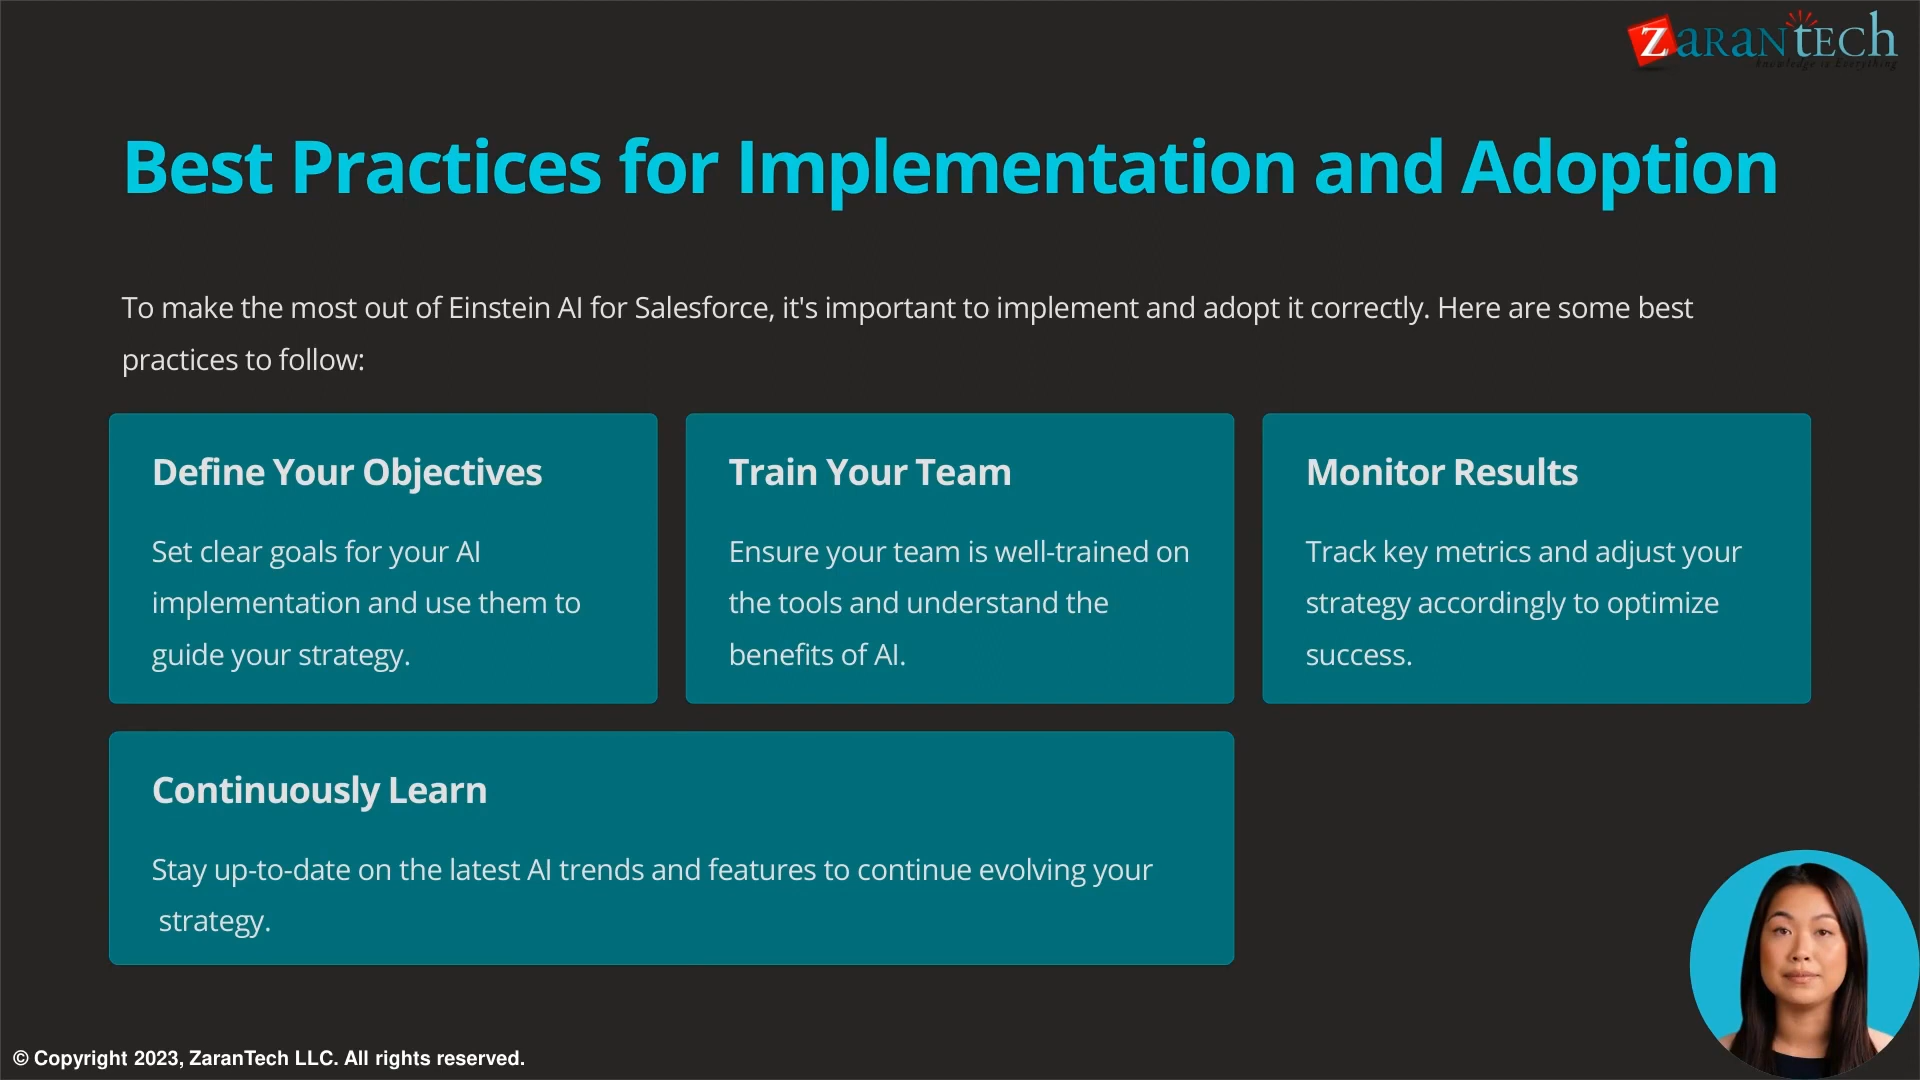 ZaranTech
knowledge is Everything
Best Practices for Implementation and Adoption
To make the most out of Einstein AI for Salesforce, it's important to implement and adopt it correctly. Here are some best
practices to follow:
Define Your Objectives
Set clear goals for your AI
implementation and use them to
guide your strategy.
Train Your Team
Ensure your team is well-trained on
the tools and understand the
benefits of AI.
Monitor Results
Track key metrics and adjust your
strategy accordingly to optimize
success.
Continuously Learn
Stay up-to-date on the latest AI trends and features to continue evolving your
strategy.
© Copyright 2023, ZaranTech LLC. All rights reserved.